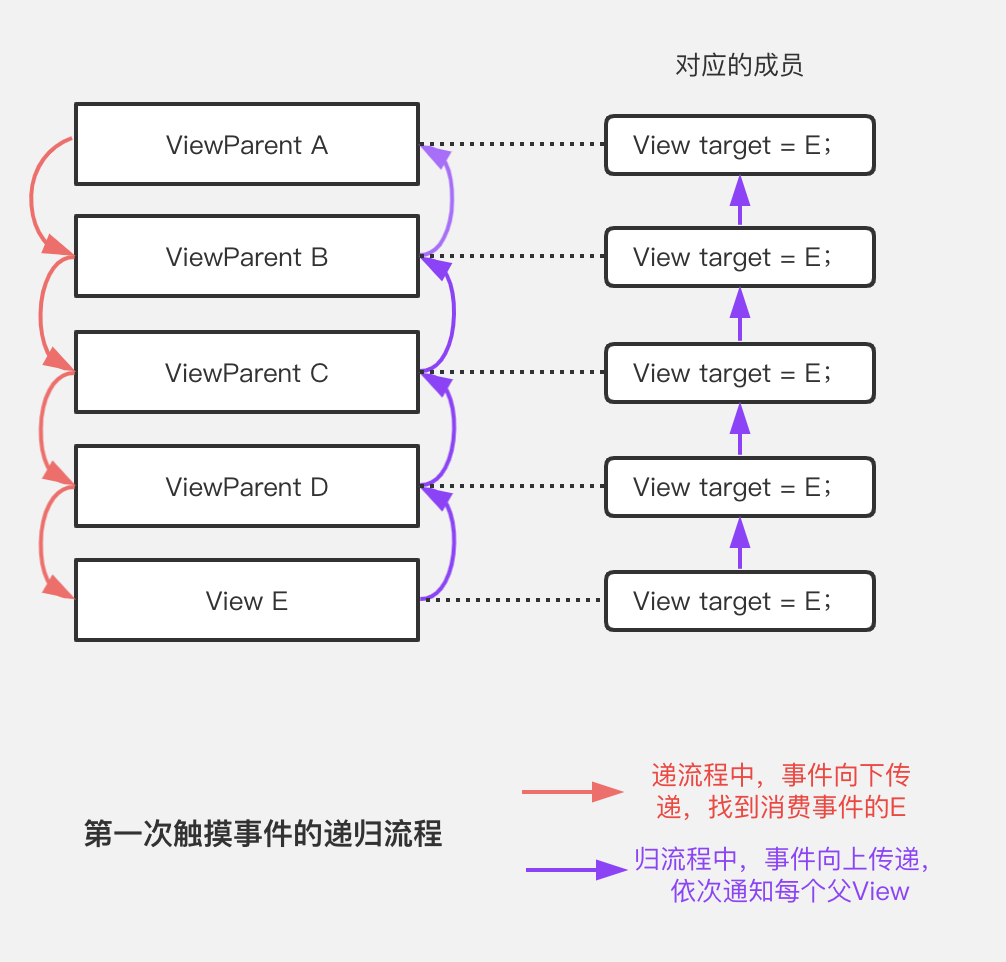 对应的成员
ViewParent A
View target = E；
ViewParent B
View target = E；
ViewParent C
View target = E；
ViewParent D
View target = E；
View E
View target = E；
第一次触摸事件的递归流程
递流程中，事件向下传
递，找到消费事件的E
归流程中，事件向上传递，
依次通知每个父View